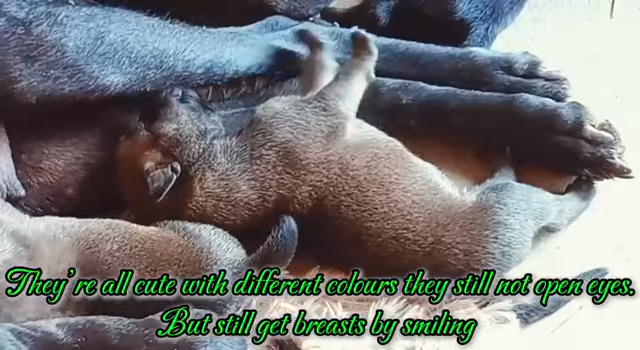 They're all cute with different colours they still not open eyes.
But still get breasts by smiling